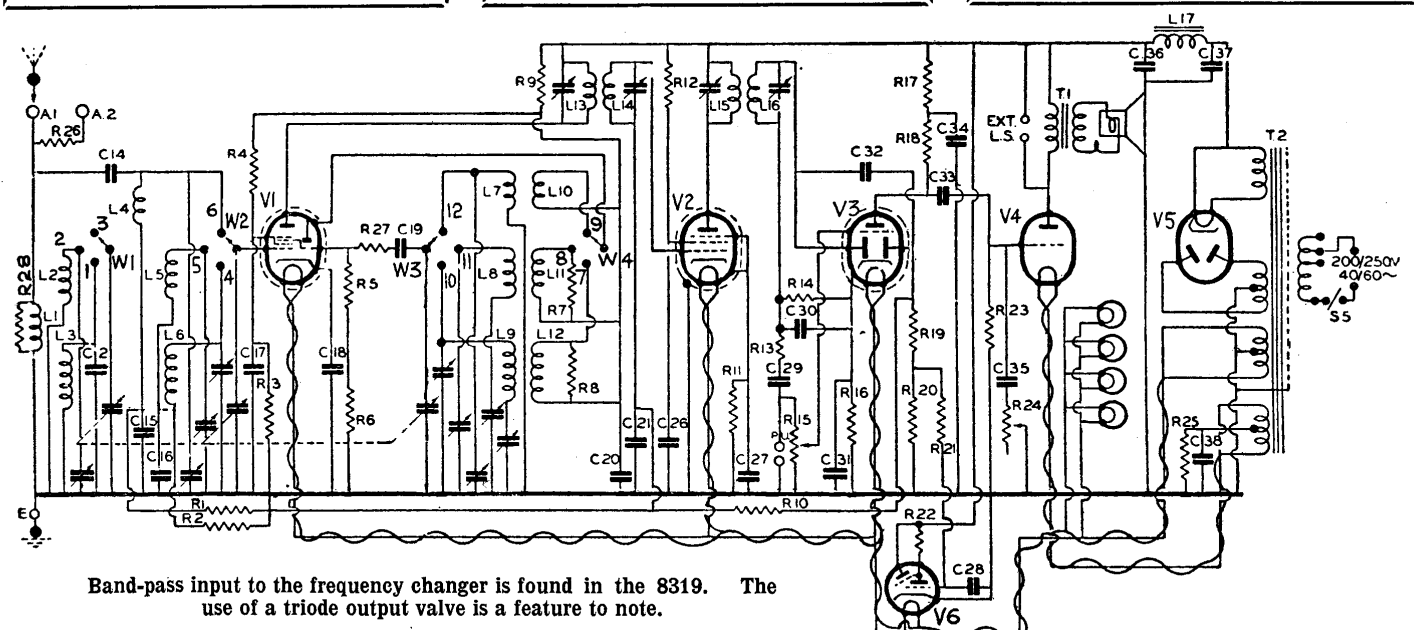 L17
C.36
C.37
R9
L13
L14
R12
L15
L16
R17
A1
A.2
R26
C14
R4
V1
L4
3
6
W2
2
W1
1
L2
R28
L1
L3
L5
5
4
L6
C12
C17
R3
C15
C16
R27
C19
W3
12
10
11
R5
C18
R6
L7
L8
L9
L10
9
8
W4
7
L11
R7
L12
R8
C20
C21
C26
V2
R11
C27
R18
C34
EXT.
L.S.
T1
C32
C33
V3
V4
R14
C30
R13
C29
R15
P.U.
R16
C31
R19
R20
R21
R23
C35
R24
V5
T2
200/250V
40/60~
S5
R25
C38
E
R1
R2
R10
R22
C28
V6
Band-pass input to the frequency changer is found in the 8319. The
use of a triode output valve is a feature to note.